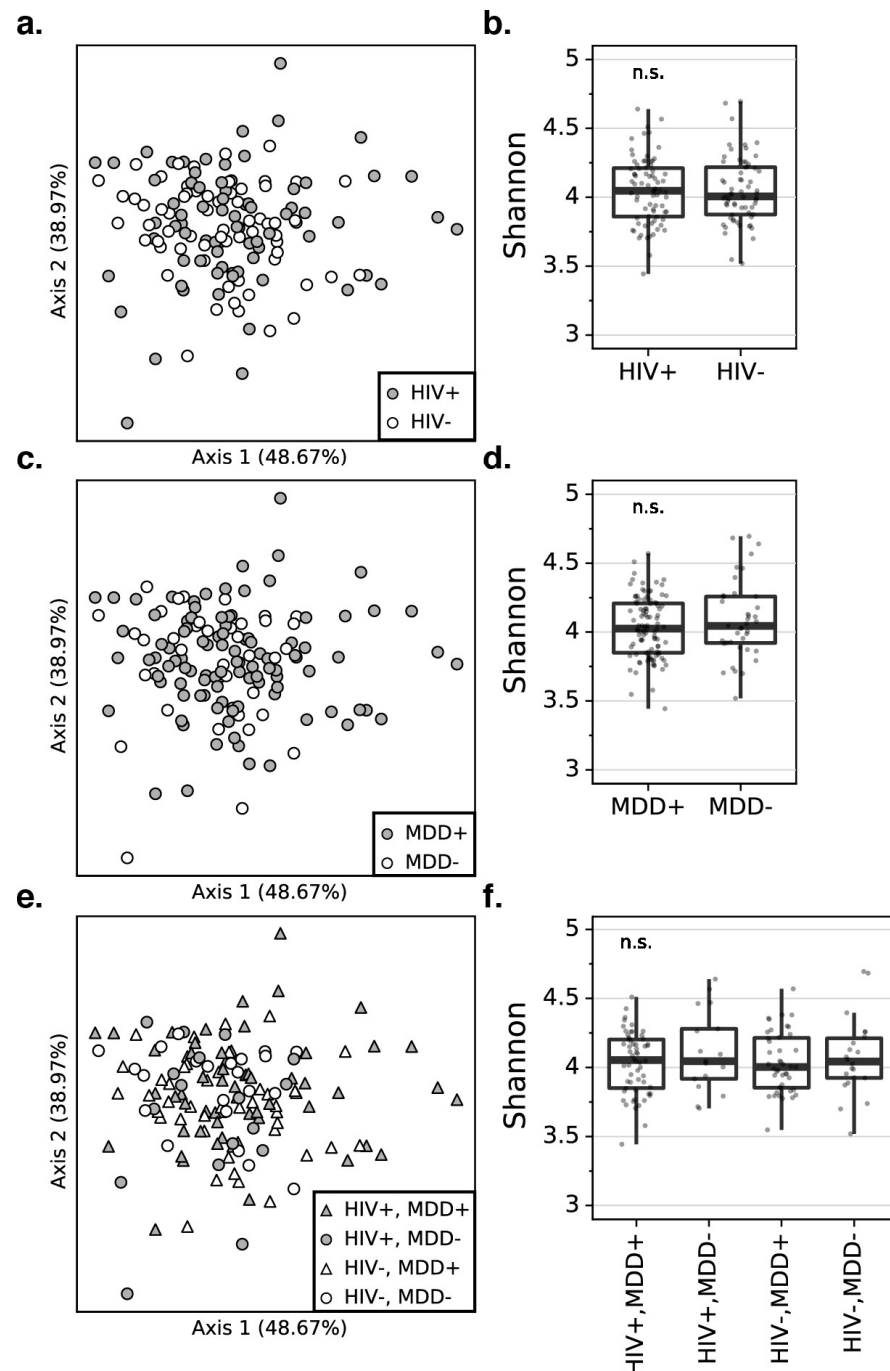 a.
Axis 2 (38.97%)
HIV+
HIV-
Axis 1 (48.67%)
b.
Shannon
5
4.5
4
3.5
3
n.s.
HIV+ HIV-
c.
Axis 2 (38.97%)
MDD+
MDD-
Axis 1 (48.67%)
d.
Shannon
5
4.5
4
3.5
3
n.s.
MDD+ MDD-
e.
Axis 2 (38.97%)
HIV+, MDD+
HIV+, MDD-
HIV-, MDD+
HIV-, MDD-
Axis 1 (48.67%)
f.
Shannon
5
4.5
4
3.5
3
n.s.
HIV+,MDD+
HIV+,MDD-
HIV-,MDD+
HIV-,MDD-